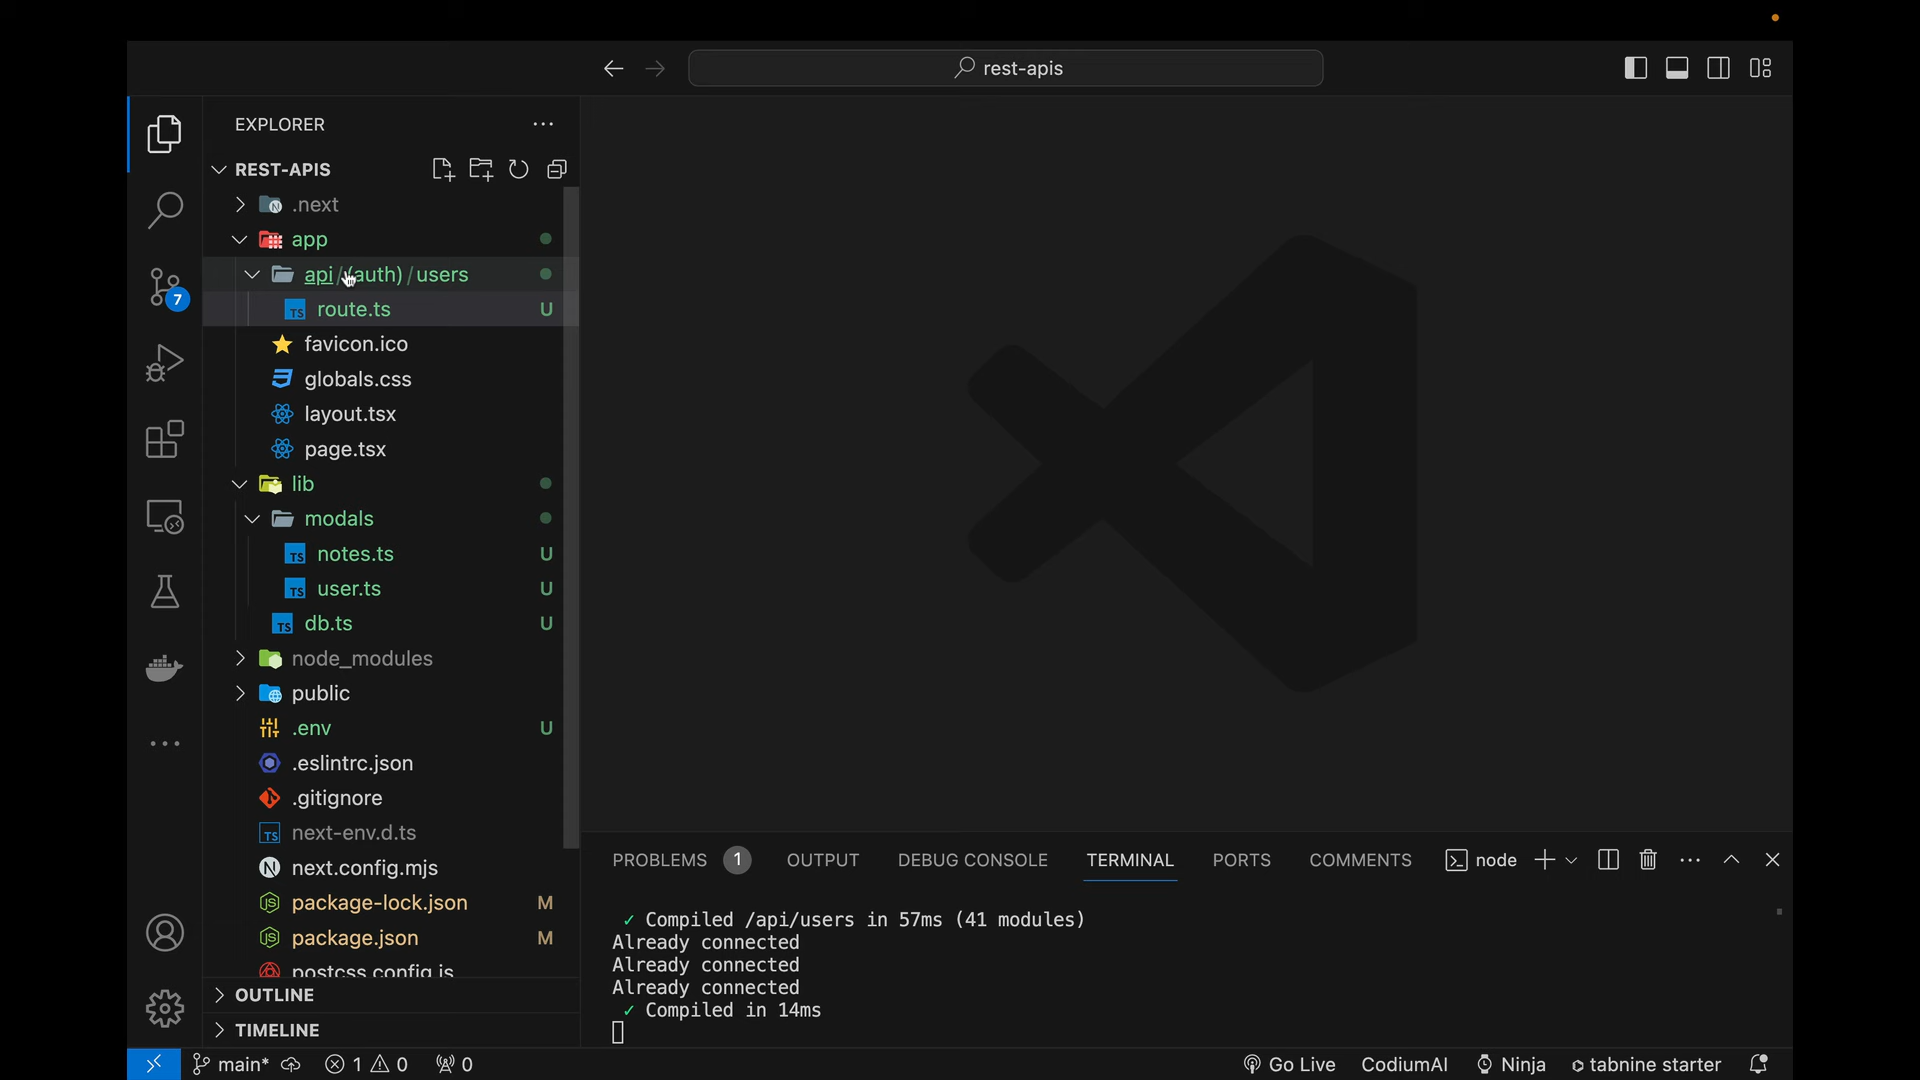 rest-apis
EXPLORER
REST-APIS
.next
app
api / (auth) / users
route.ts U
favicon.ico
globals.css
layout.tsx
page.tsx
lib
modals
notes.ts U
user.ts U
db.ts U
node_modules
public
.env U
.eslintrc.json
.gitignore
next-env.d.ts
next.config.mjs
package-lock.json M
package.json M
postcss.config.js
OUTLINE
TIMELINE
7
PROBLEMS 1 OUTPUT DEBUG CONSOLE TERMINAL PORTS COMMENTS node
✓ Compiled /api/users in 57ms (41 modules)
Already connected
Already connected
Already connected
✓ Compiled in 14ms
main* 1 0 0 Go Live CodiumAI Ninja tabnine starter